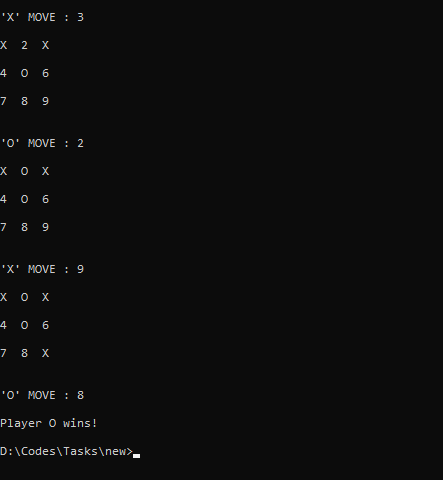 'X' MOVE : 3
X 2 X
4 O 6
7 8 9
'O' MOVE : 2
X O X
4 O 6
7 8 9
'X' MOVE : 9
X O X
4 O 6
7 8 X
'O' MOVE : 8
Player O wins!
D:\Codes\Tasks\new>